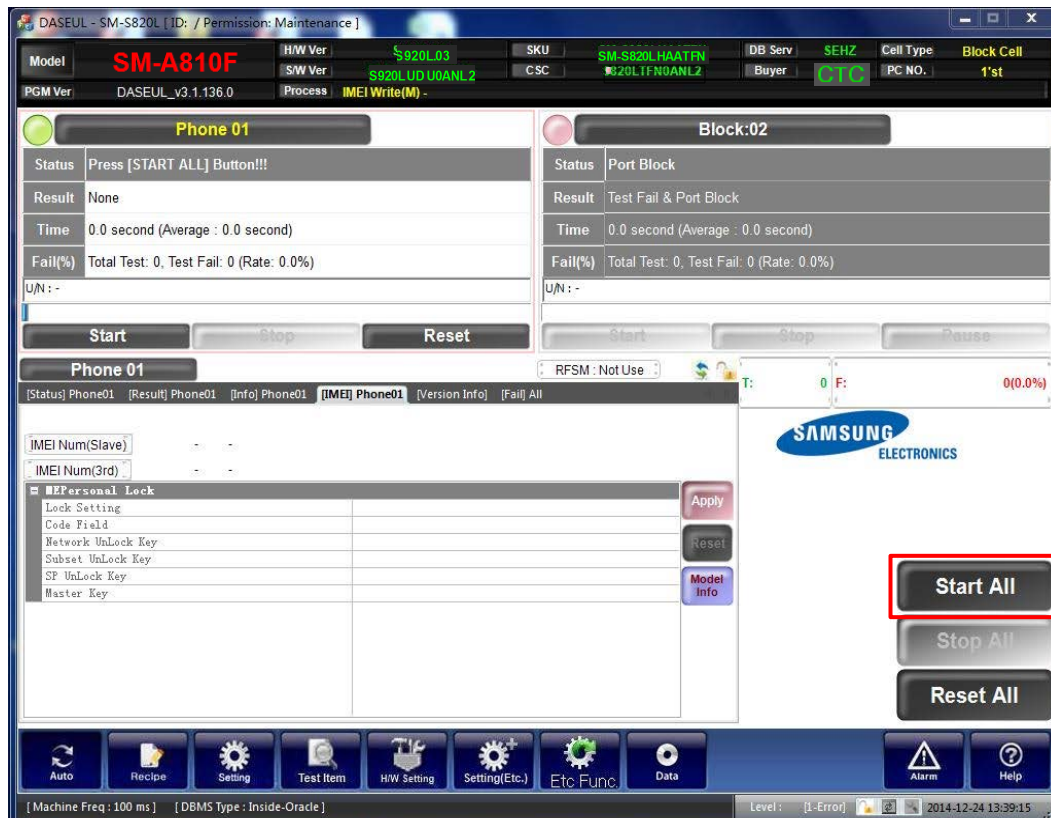 DASEUL - SM-S820L [ ID: / Permission: Maintenance ]
Model SM-A810F H/W Ver S920L.03 SKU SM-S820LHAATFN DB Serv SEHZ Cell Type Block Cell
S/W Ver S920LUD U0ANL2 CSC S820LTFN0ANL2 Buyer CTC PC NO. 1'st
PGM Ver DASEUL_v3.1.136.0 Process IMEI Write(M) -
Phone 01 Block:02
Status Press [START ALL] Button!!! Status Port Block
Result None Result Test Fail & Port Block
Time 0.0 second (Average : 0.0 second) Time 0.0 second (Average : 0.0 second)
Fail(%) Total Test: 0, Test Fail: 0 (Rate: 0.0%) Fail(%) Total Test: 0, Test Fail: 0 (Rate: 0.0%)
U/N : - U/N : -
Start Stop Reset Start Stop Pause
Phone 01 RFSM : Not Use T: 0 F: 0(0.0%)
[Status] Phone01 [Result] Phone01 [Info] Phone01 [IMEI] Phone01 [Version Info] [Fail] All
SAMSUNG
ELECTRONICS
IMEI Num(Slave) - -
IMEI Num(3rd) - -
MEPersonal Lock
Lock Setting Apply
Code Field
Network UnLock Key Reset
Subset UnLock Key
SP UnLock Key Model
Master Key Info
Start All
Stop All
Reset All
Auto Recipe Setting Test Item H/W Setting Setting(Etc.) Etc Func. Data Alarm Help
[ Machine Freq : 100 ms ] [ DBMS Type : Inside-Oracle ] Level : [1-Error] 2014-12-24 13:39:15